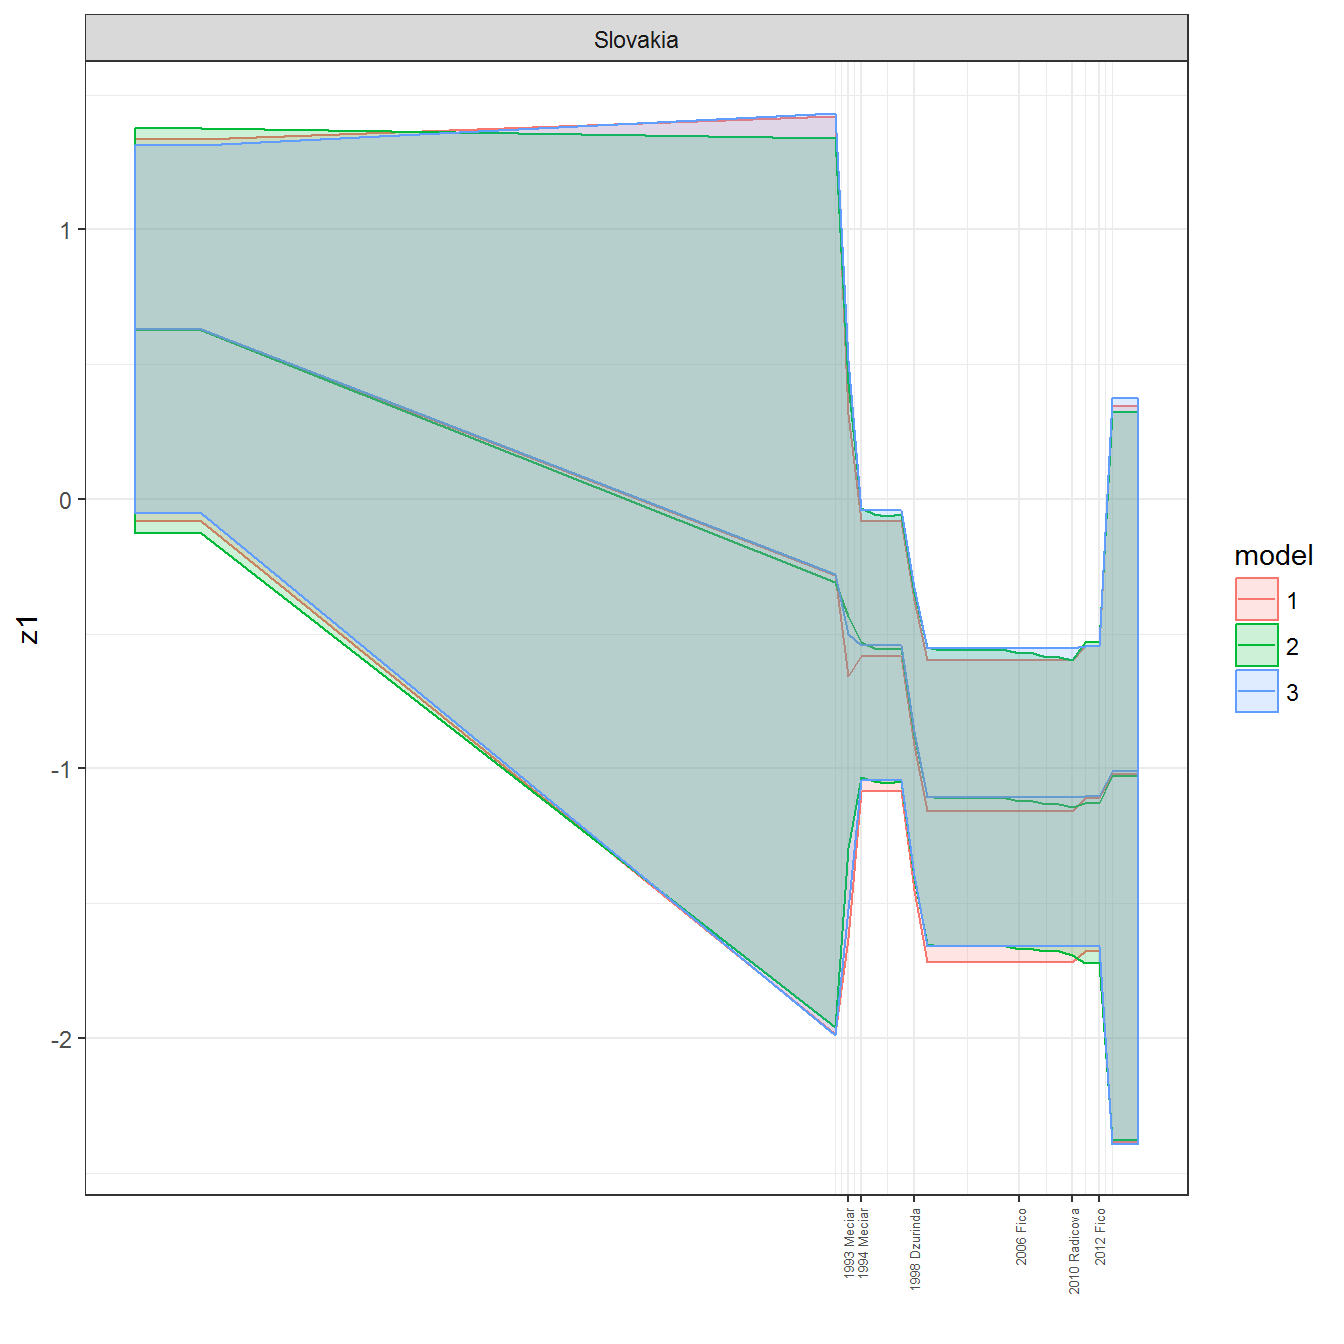 Slovakia
1
0
-1
-2
z1
1993 Meciar
1994 Meciar
1998 Dzurinda
2006 Fico
2010 Radicova
2012 Fico
model
1
2
3